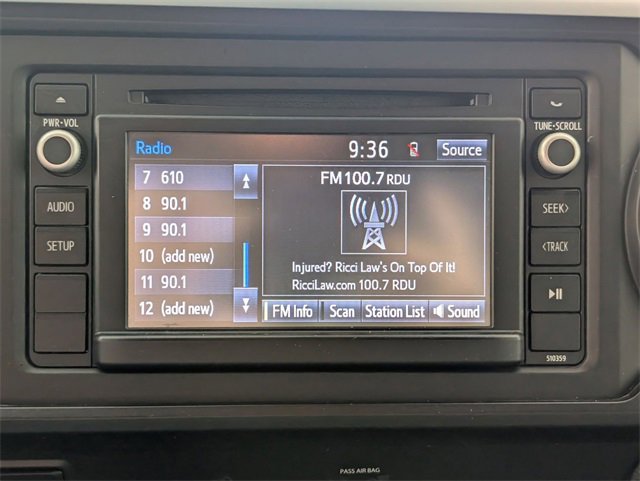 PWR•VOL
AUDIO
SETUP
Radio
9:36
Source
7 610
8 90.1
9 90.1
10 (add new)
11 90.1
12 (add new)
FM100.7 RDU
Injured? Ricci Law's On Top Of It!
RicciLaw.com 100.7 RDU
FM Info
Scan
Station List
Sound
TUNE•SCROLL
SEEK>
<TRACK
510359
PASS AIR BAG